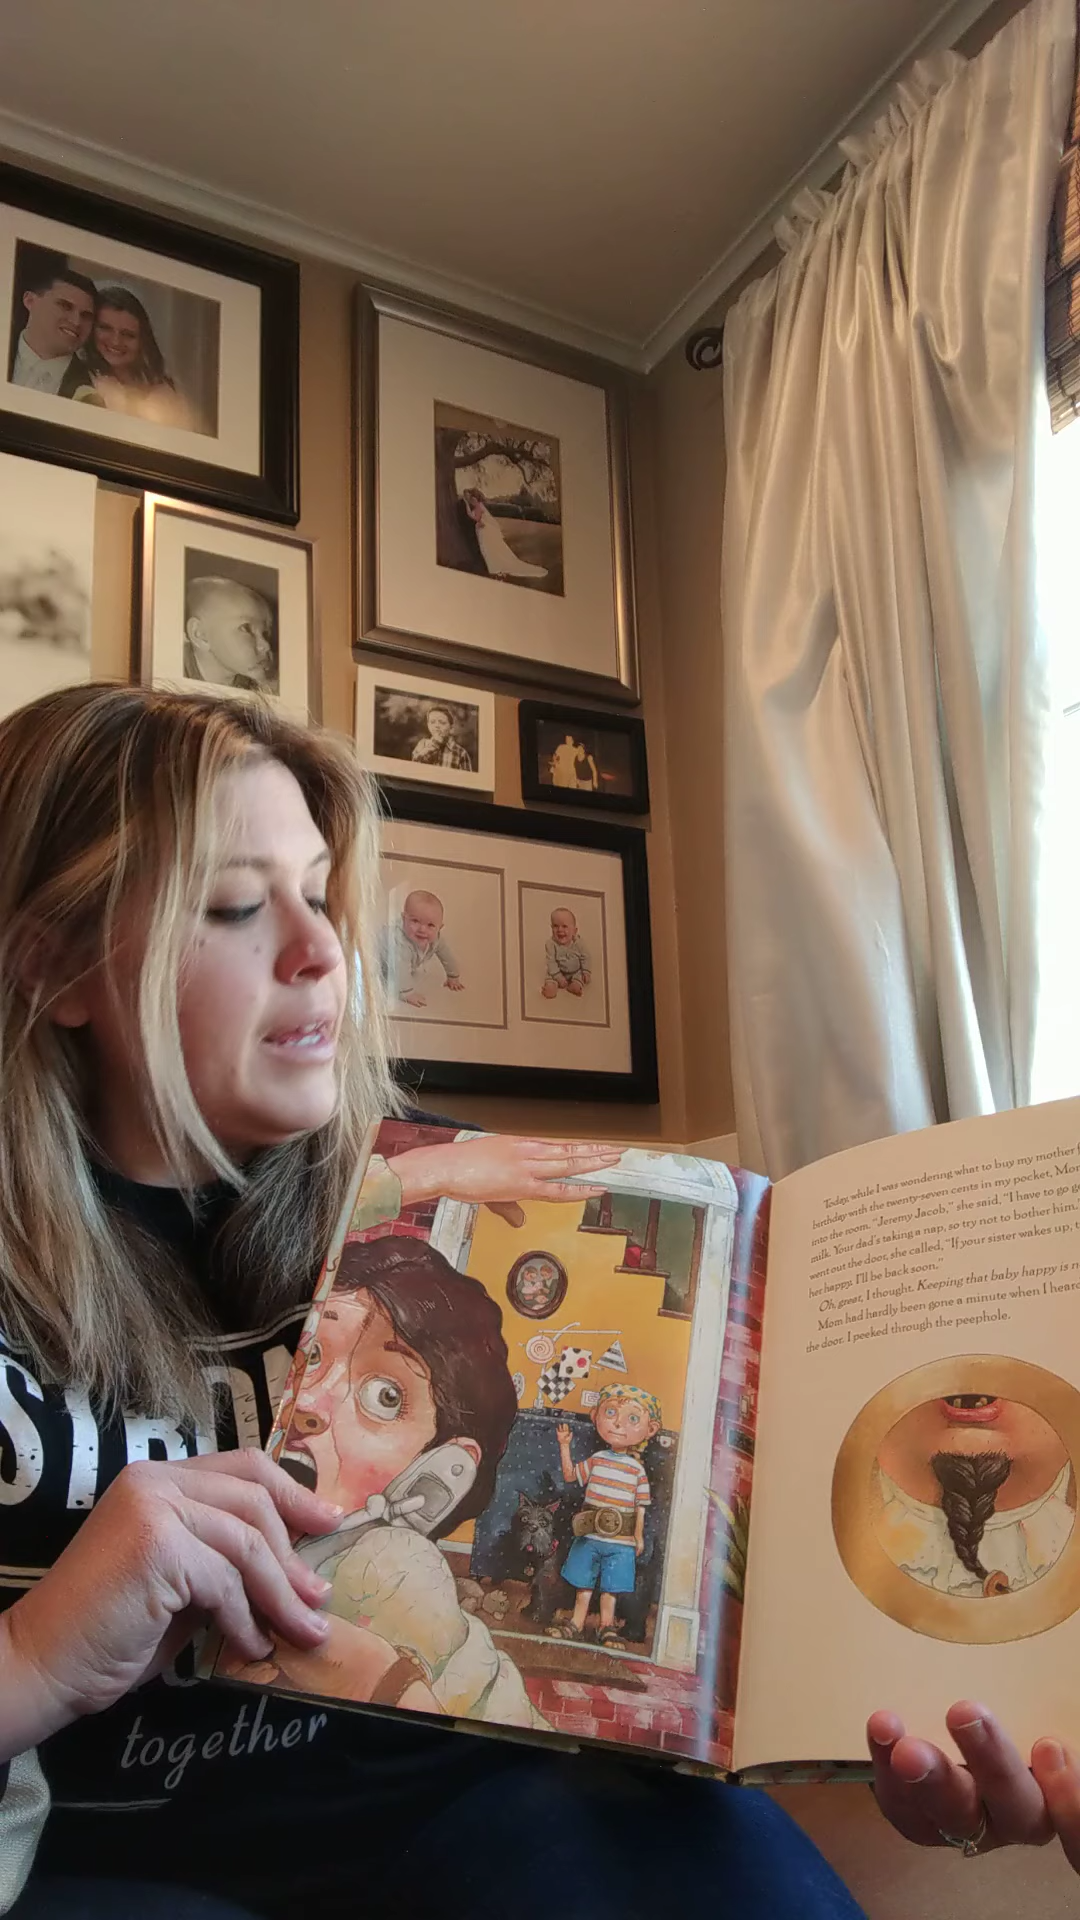 Today, while I was wondering what to buy my mother
birthday with the twenty-seven cents in my pocket, Mom
into the room. "Jeremy Jacob," she said, "I have to go
milk. Your dad's taking a nap, so try not to bother him.
went out the door, she called, "If your sister wakes up,
her happy. I'll be back soon."
Oh, great, I thought. Keeping that baby happy is
Mom had hardly been gone a minute when I heard
the door. I peeked through the peephole.
together